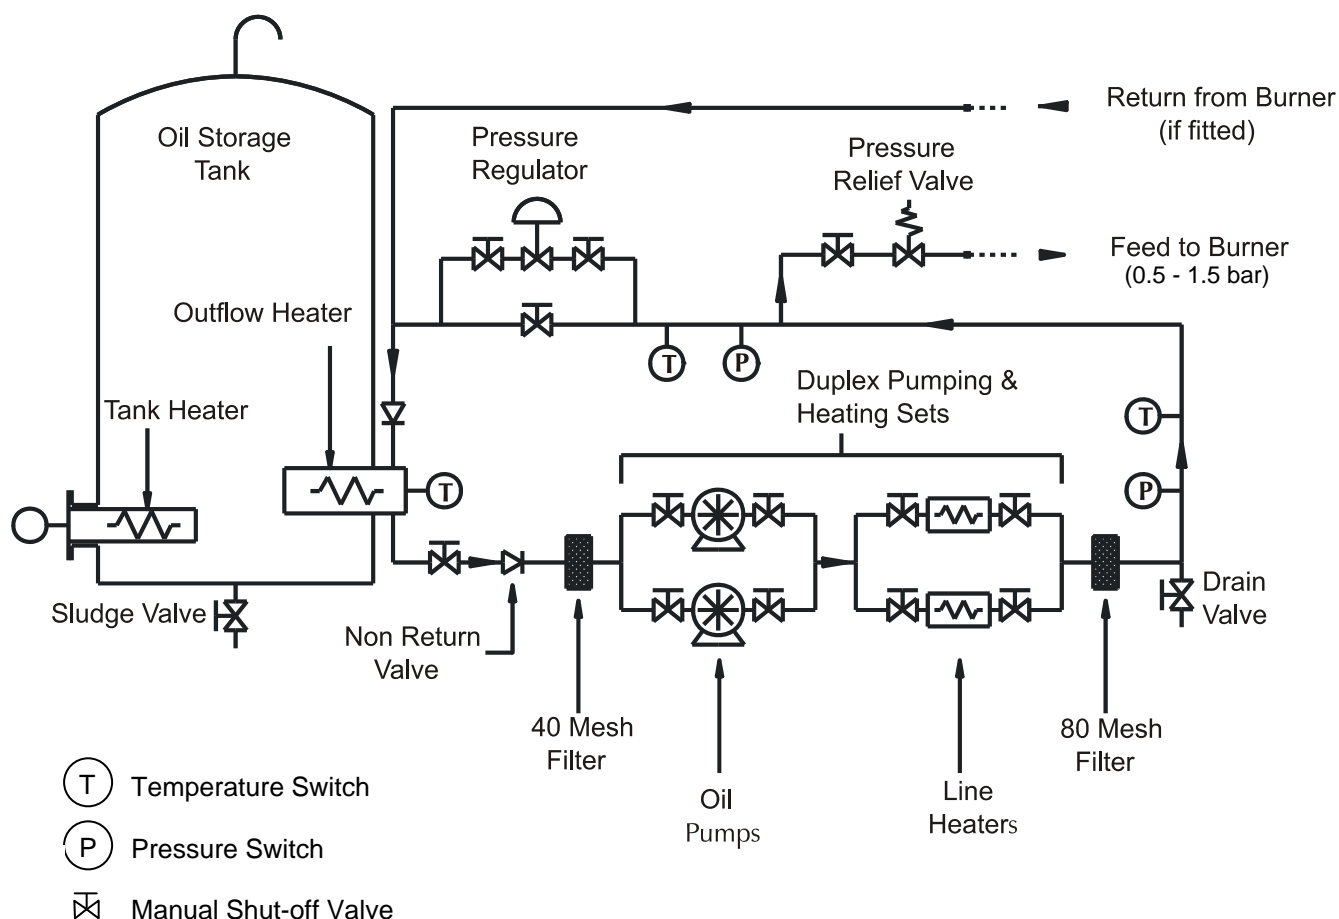 Oil Storage
Tank
Pressure
Regulator
Pressure
Relief Valve
Return from Burner
(if fitted)
Feed to Burner
(0.5 - 1.5 bar)
Outflow Heater
Tank Heater
T
P
Duplex Pumping &
Heating Sets
T
P
T
Sludge Valve
Non Return
Valve
Drain
Valve
40 Mesh
Filter
Oil
Pumps
Line
Heaters
80 Mesh
Filter
T Temperature Switch
P Pressure Switch
Manual Shut-off Valve